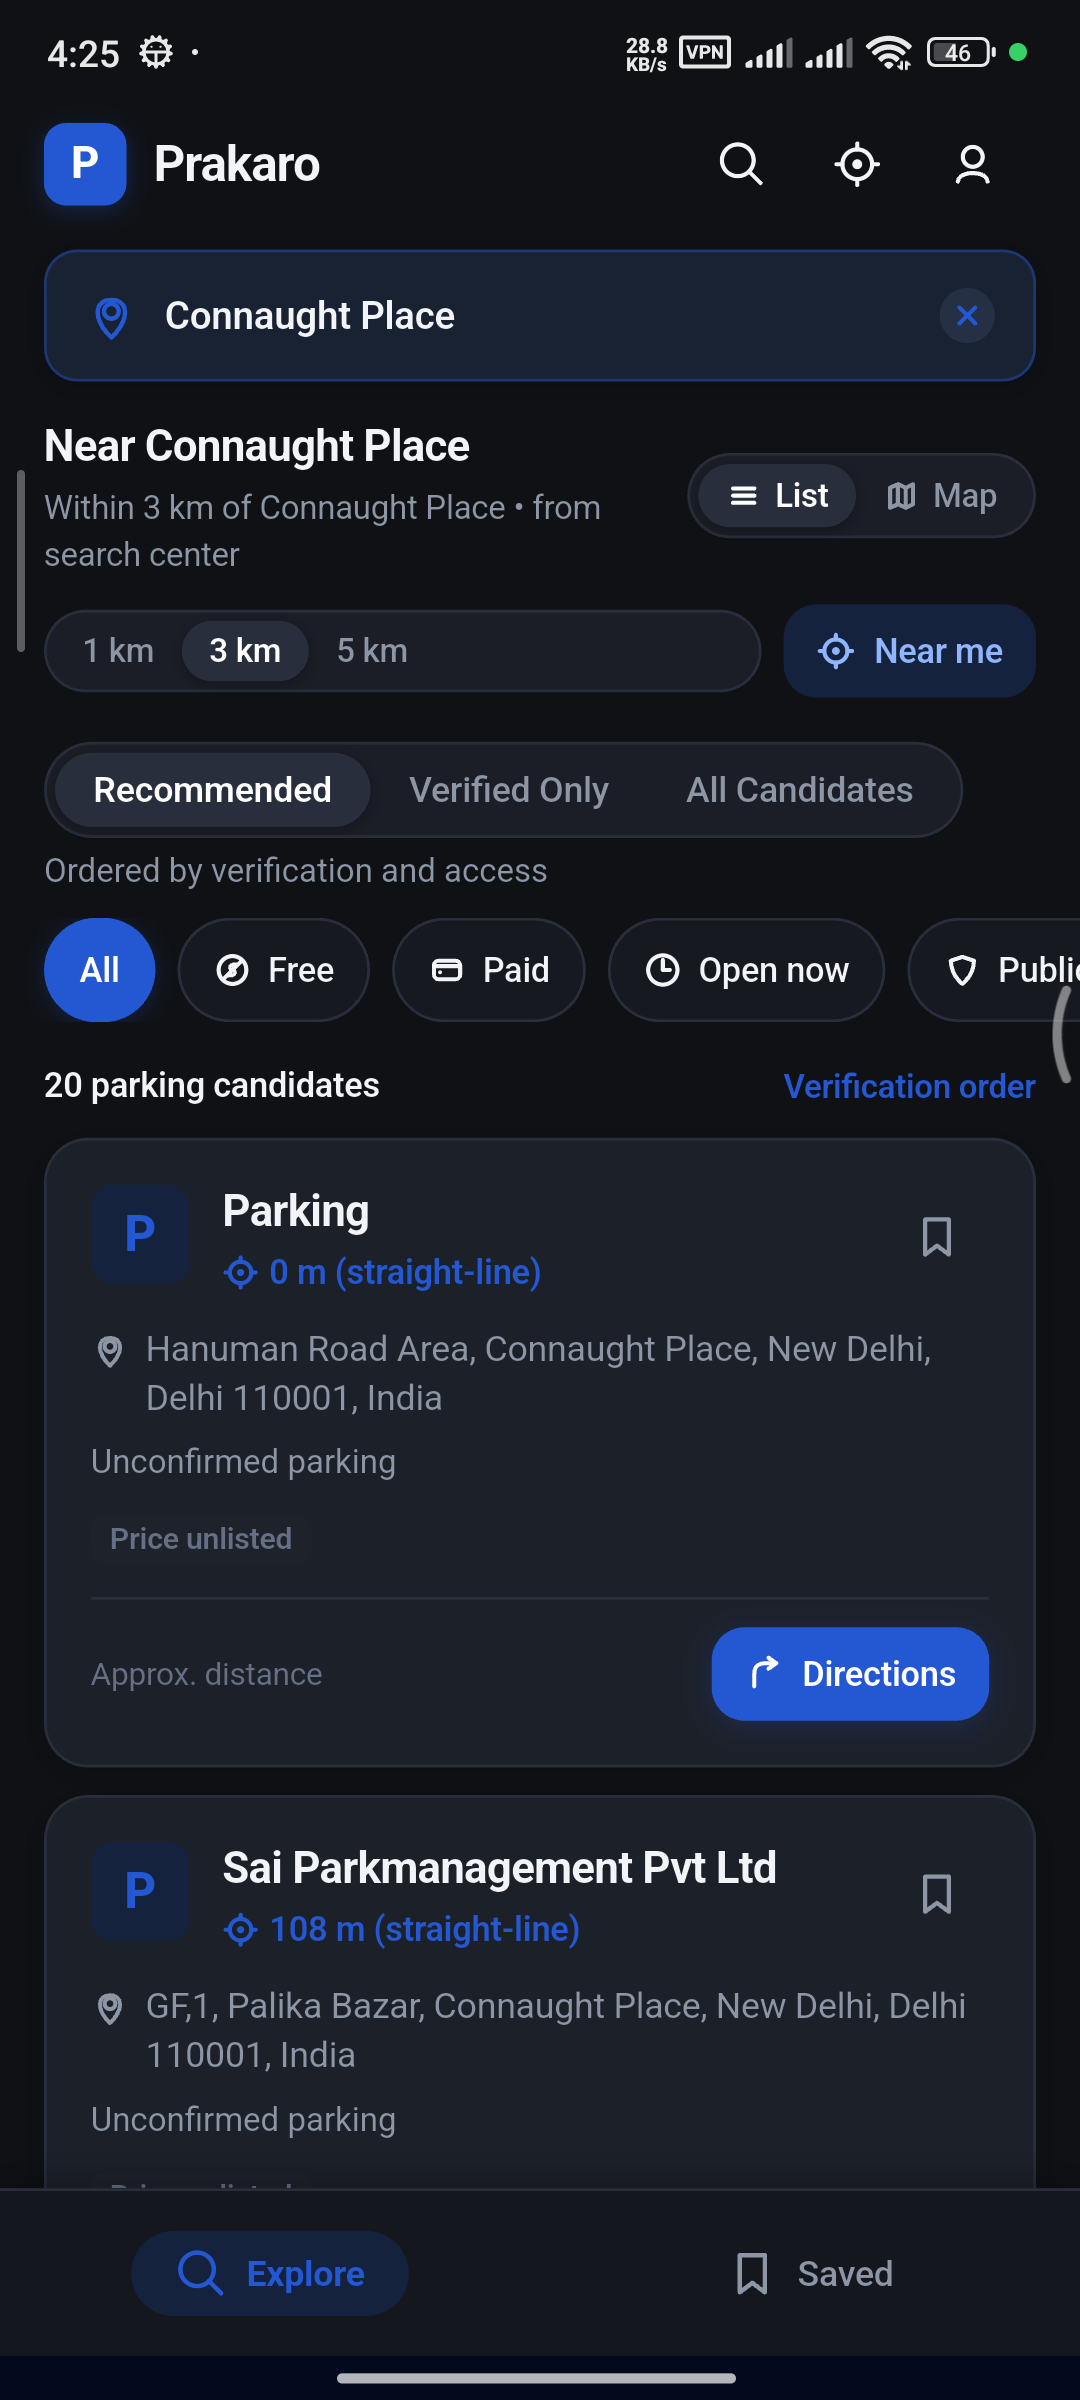 4:25
28.8 KB/s
VPN
46
P Prakaro
Connaught Place
Near Connaught Place
Within 3 km of Connaught Place • from
search center
List Map
1 km 3 km 5 km
Near me
Recommended Verified Only All Candidates
Ordered by verification and access
All Free Paid Open now Public
20 parking candidates
Verification order
P
Parking
0 m (straight-line)
Hanuman Road Area, Connaught Place, New Delhi,
Delhi 110001, India
Unconfirmed parking
Price unlisted
Approx. distance
Directions
P
Sai Parkmanagement Pvt Ltd
108 m (straight-line)
GF,1, Palika Bazar, Connaught Place, New Delhi, Delhi
110001, India
Unconfirmed parking
Explore Saved